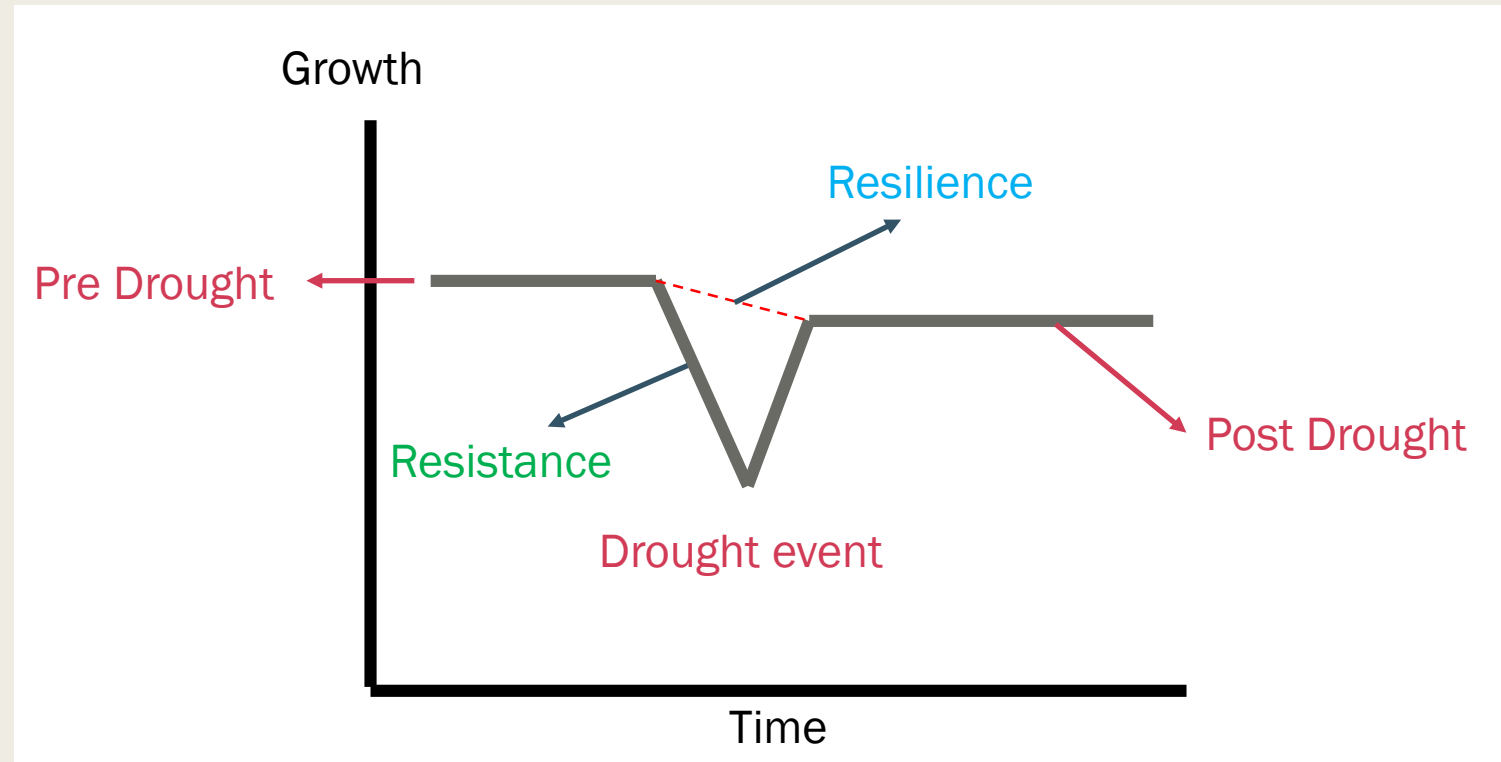 Growth
Resilience
Pre Drought
Resistance
Post Drought
Drought event
Time